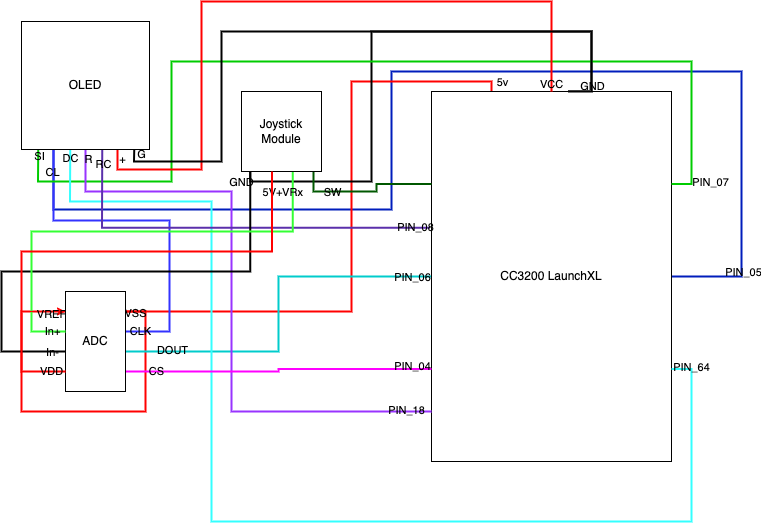 5v
VCC
GND
OLED
Joystick
Module
SI
CL
DC
R
RC
+
G
GND
5V+
VRx
SW
PIN_07
PIN_08
PIN_05
PIN_06
CC3200 LaunchXL
VREF
VSS
In+
CLK
ADC
In-
DOUT
VDD
CS
PIN_04
PIN_64
PIN_18